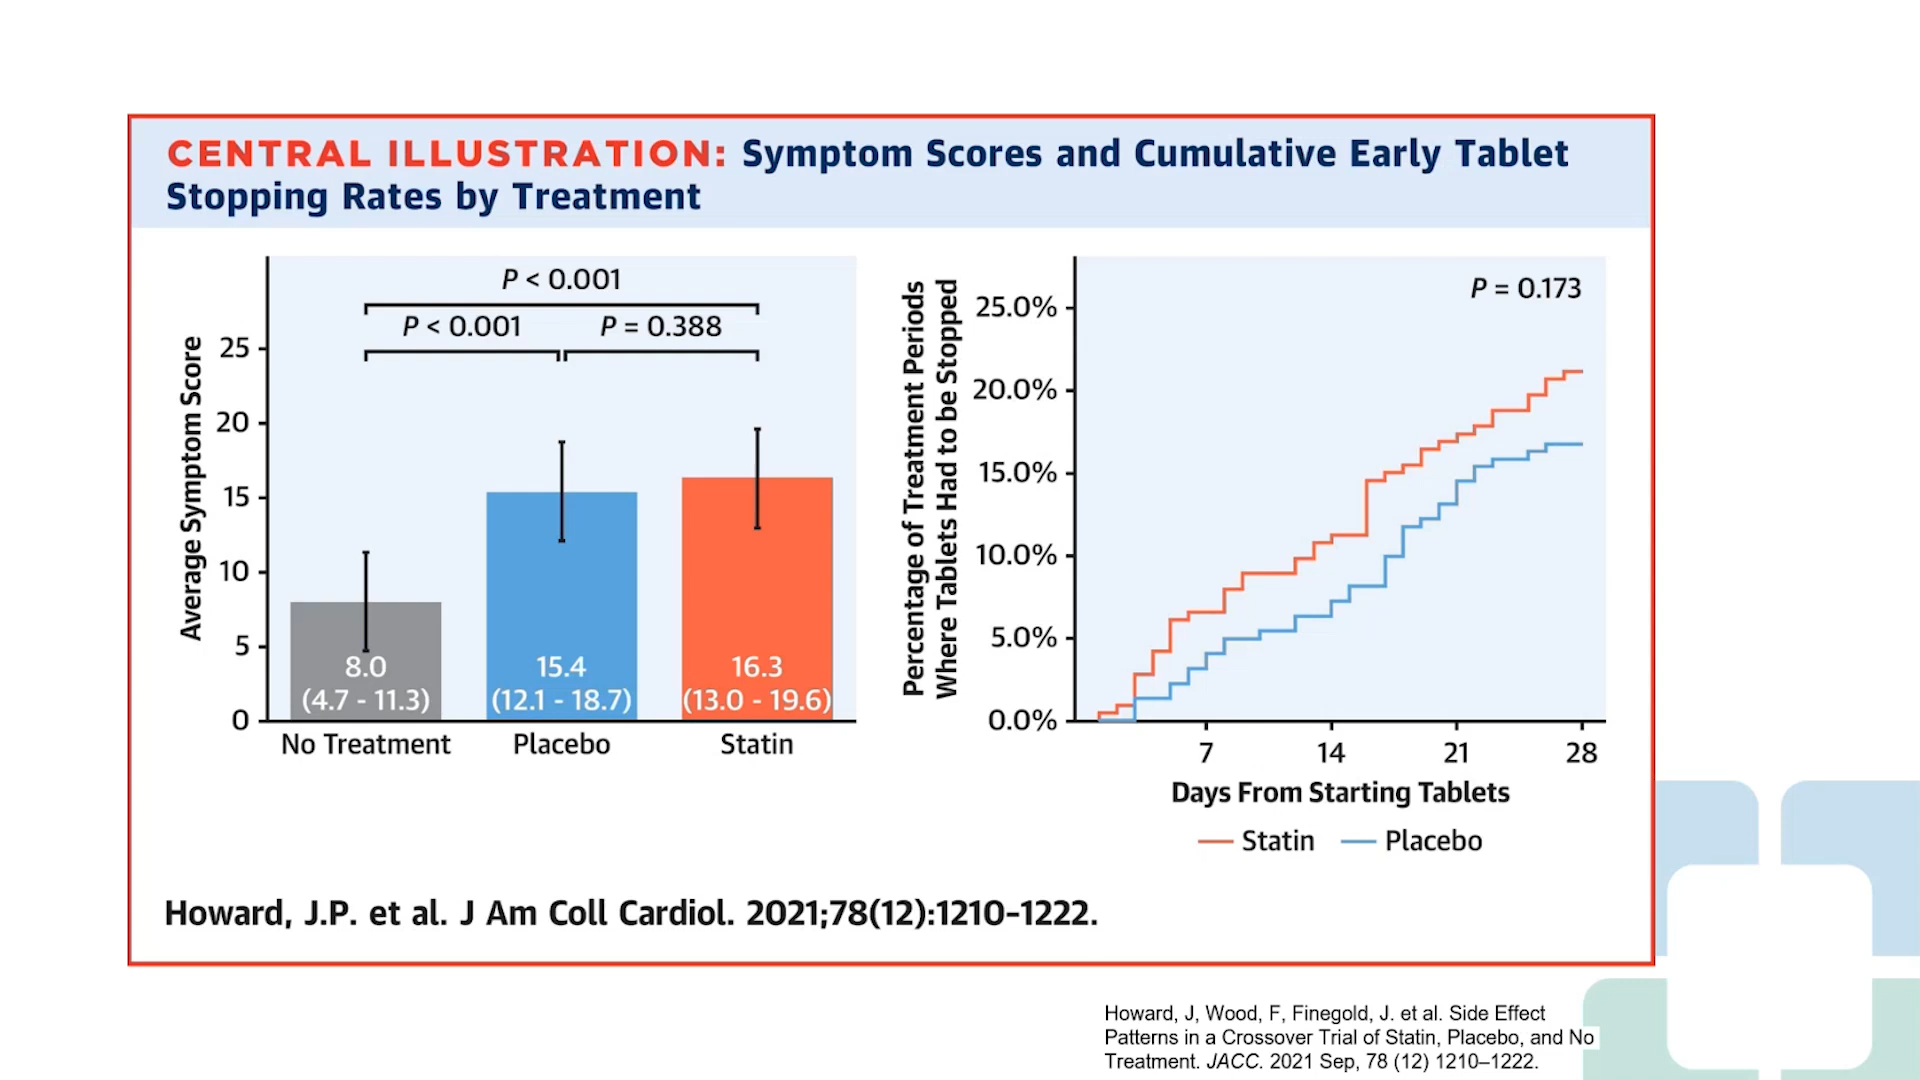 CENTRAL ILLUSTRATION: Symptom Scores and Cumulative Early Tablet
Stopping Rates by Treatment
Average Symptom Score
25
20
15
10
5
0
P < 0.001
P < 0.001
P = 0.388
8.0
(4.7 - 11.3)
15.4
(12.1 - 18.7)
16.3
(13.0 - 19.6)
No Treatment
Placebo
Statin
Percentage of Treatment Periods
Where Tablets Had to be Stopped
25.0%
20.0%
15.0%
10.0%
5.0%
0.0%
P = 0.173
7
14
21
28
Days From Starting Tablets
Statin
Placebo
Howard, J.P. et al. J Am Coll Cardiol. 2021;78(12):1210-1222.
Howard, J, Wood, F, Finegold, J. et al. Side Effect
Patterns in a Crossover Trial of Statin, Placebo, and No
Treatment. JACC. 2021 Sep, 78 (12) 1210–1222.